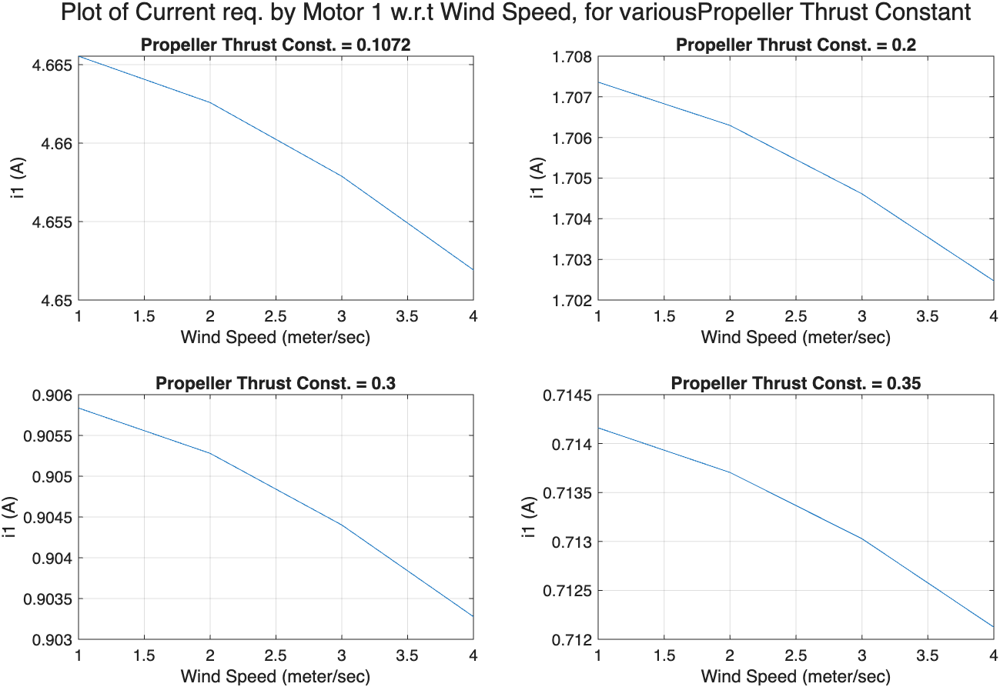 Plot of Current req. by Motor 1 w.r.t Wind Speed, for variousPropeller Thrust Constant
Propeller Thrust Const. = 0.1072
4.665
4.66
4.655
4.65
i1 (A)
1 1.5 2 2.5 3 3.5 4
Wind Speed (meter/sec)
Propeller Thrust Const. = 0.2
1.708
1.707
1.706
1.705
1.704
1.703
1.702
i1 (A)
1 1.5 2 2.5 3 3.5 4
Wind Speed (meter/sec)
Propeller Thrust Const. = 0.3
0.906
0.9055
0.905
0.9045
0.904
0.9035
0.903
i1 (A)
1 1.5 2 2.5 3 3.5 4
Wind Speed (meter/sec)
Propeller Thrust Const. = 0.35
0.7145
0.714
0.7135
0.713
0.7125
0.712
i1 (A)
1 1.5 2 2.5 3 3.5 4
Wind Speed (meter/sec)